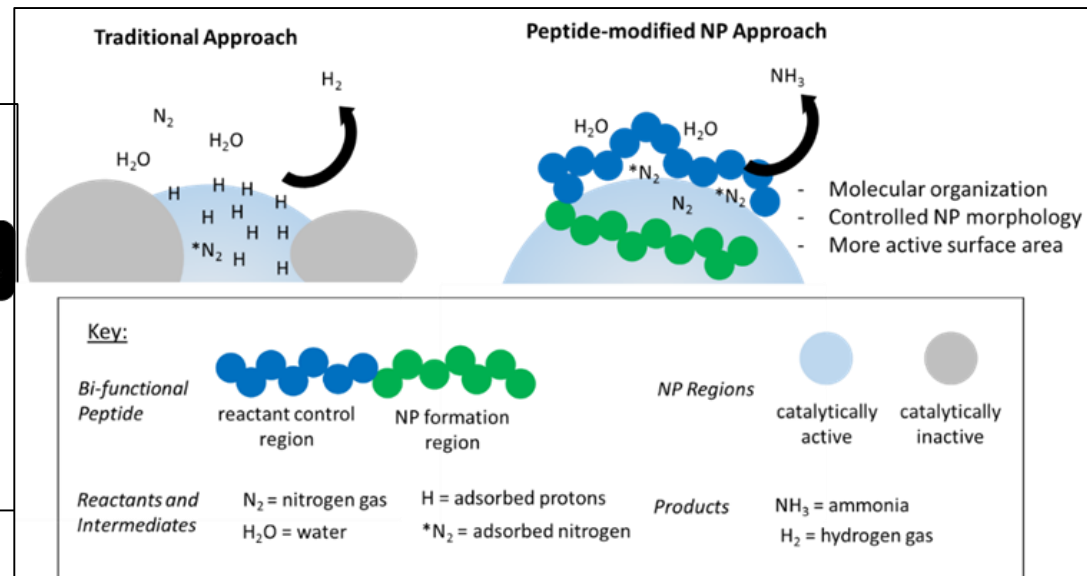 Traditional Approach
H₂
N₂
H₂O
H₂O
H
H
H
H
H
H
H
H
*N₂
H
H
Peptide-modified NP Approach
NH₃
H₂O
H₂O
*N₂
*N₂
N₂
- Molecular organization
- Controlled NP morphology
- More active surface area
Key:
Bi-functional
Peptide
reactant control
region
NP formation
region
NP Regions
catalytically
active
catalytically
inactive
Reactants and
Intermediates
N₂ = nitrogen gas
H₂O = water
H = adsorbed protons
*N₂ = adsorbed nitrogen
Products
NH₃ = ammonia
H₂ = hydrogen gas